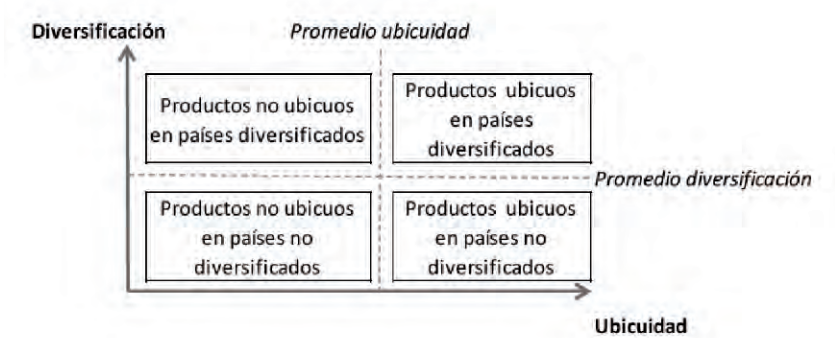 Diversificación
Promedio ubicuidad
Productos no ubicuos
en países diversificados
Productos ubicuos
en países
diversificados
Promedio diversificación
Productos no ubicuos
en países no
diversificados
Productos ubicuos
en países no
diversificados
Ubicuidad